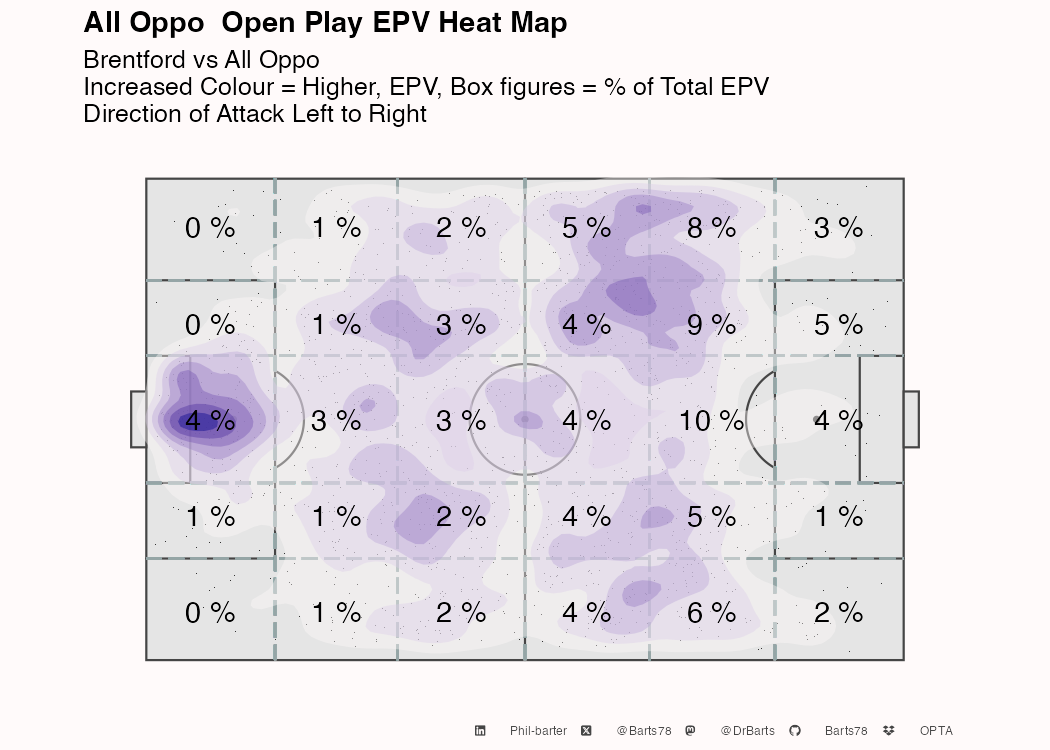 All Oppo  Open Play EPV Heat Map
Brentford vs All Oppo
Increased Colour = Higher, EPV, Box figures = % of Total EPV
Direction of Attack Left to Right
0 % 1 % 2 % 5 % 8 % 3 %
0 % 1 % 3 % 4 % 9 % 5 %
4 % 3 % 3 % 4 % 10 % 4 %
1 % 1 % 2 % 4 % 5 % 1 %
0 % 1 % 2 % 4 % 6 % 2 %
Phil-barter @Barts78 @DrBarts Barts78 OPTA